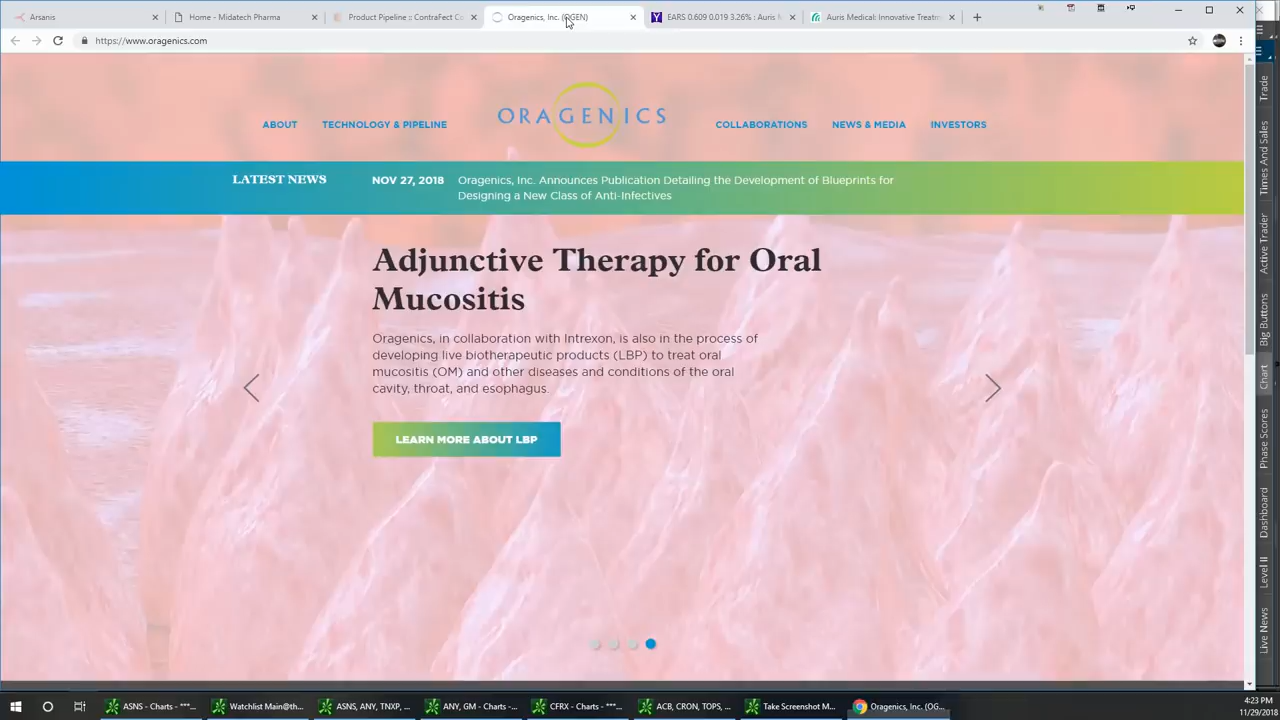 Arsanis
Home - Midatech Pharma
Product Pipeline :: ContraFect Co
Oragenics, Inc. (OGEN)
EARS 0.609 0.019 3.26% : Auris M
Auris Medical: Innovative Treatm
https://www.oragenics.com
ABOUT
TECHNOLOGY & PIPELINE
ORAGENICS
COLLABORATIONS
NEWS & MEDIA
INVESTORS
LATEST NEWS
NOV 27, 2018
Oragenics, Inc. Announces Publication Detailing the Development of Blueprints for
Designing a New Class of Anti-Infectives
Adjunctive Therapy for Oral
Mucositis
Oragenics, in collaboration with Intrexon, is also in the process of
developing live biotherapeutic products (LBP) to treat oral
mucositis (OM) and other diseases and conditions of the oral
cavity, throat, and esophagus.
LEARN MORE ABOUT LBP
Trade
Times And Sales
Active Trader
Big Buttons
Chart
Phase Scores
Dashboard
Level II
Live News
ASNS - Charts - ***...
Watchlist Main@th...
ASNS, ANY, TNXP, ...
ANY, GM - Charts -...
CRX - Charts - ***...
ACB, CRON, TOPS, ...
Take Screenshot M...
Oragenics, Inc. (OG...
4:23 PM
11/29/2018